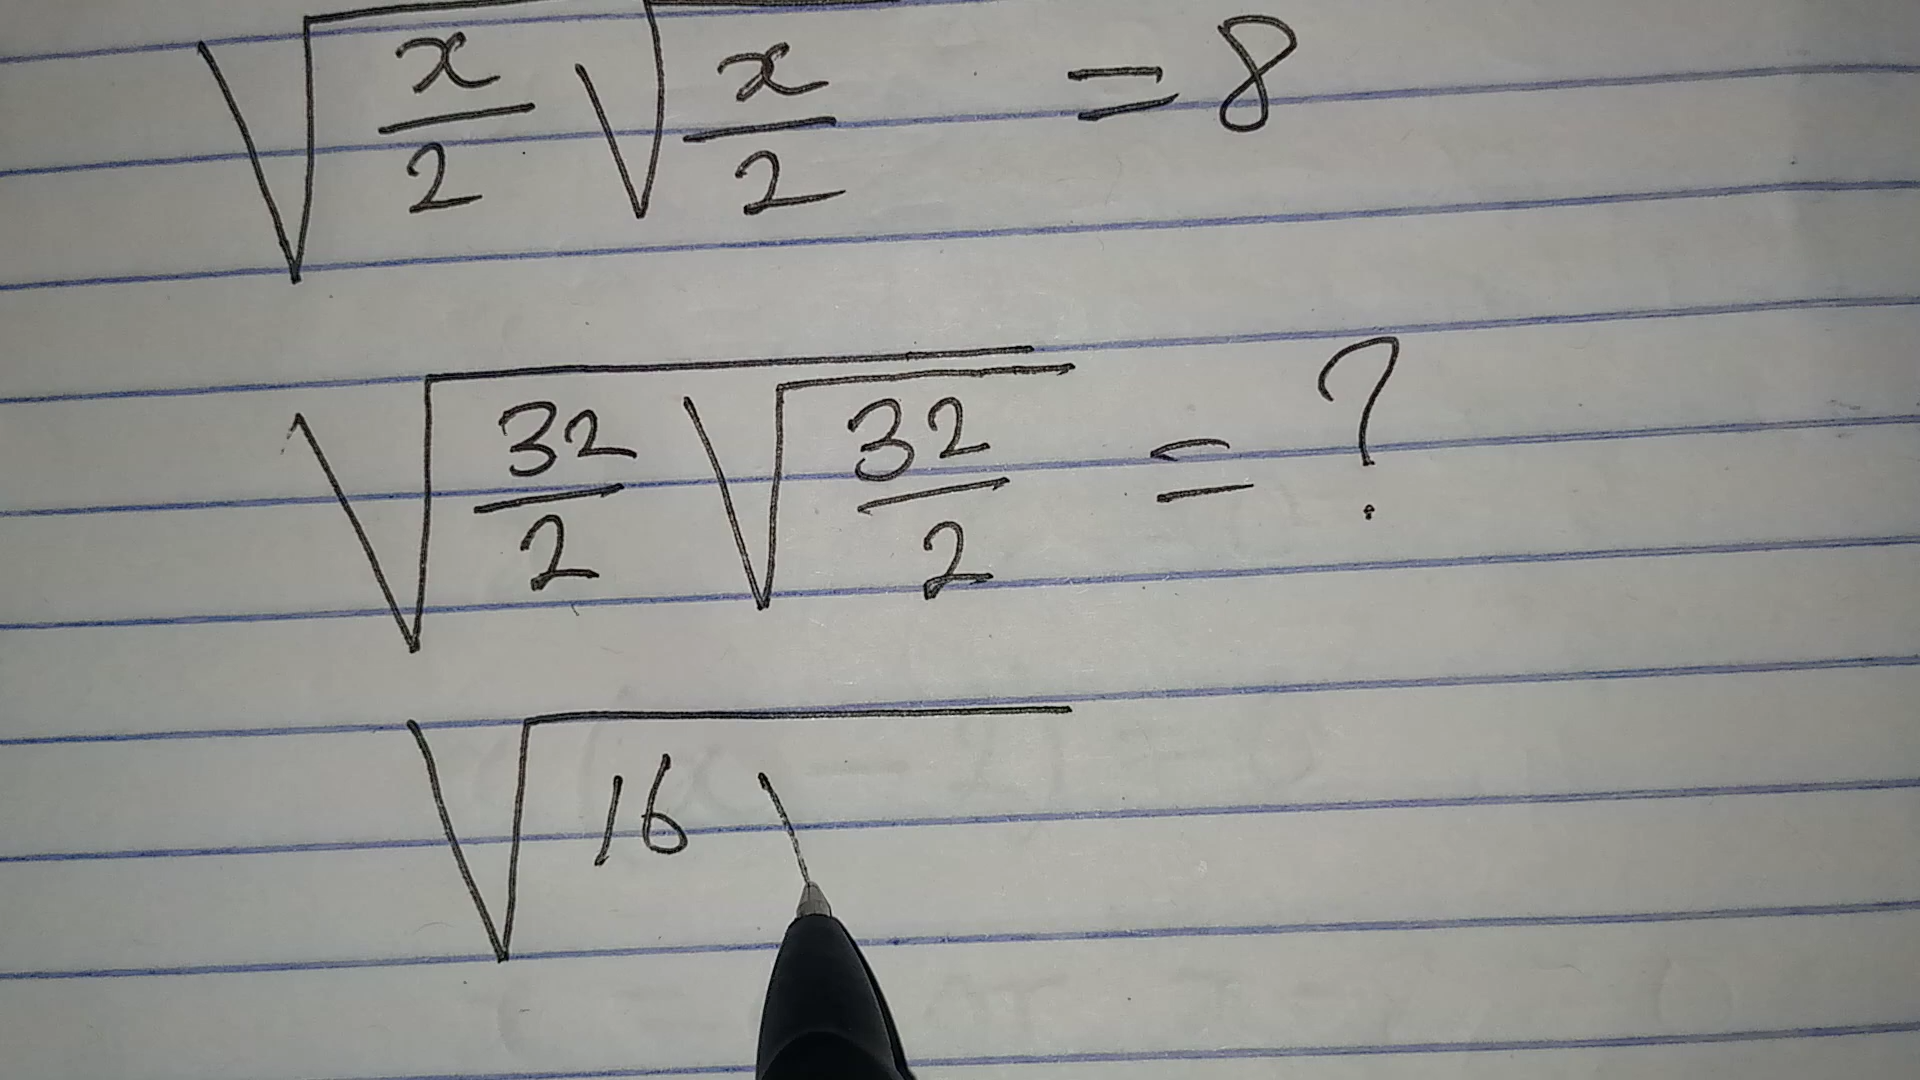 √(x/2 √(x/2)) = 8
√(32/2 √(32/2)) = ?
√(16